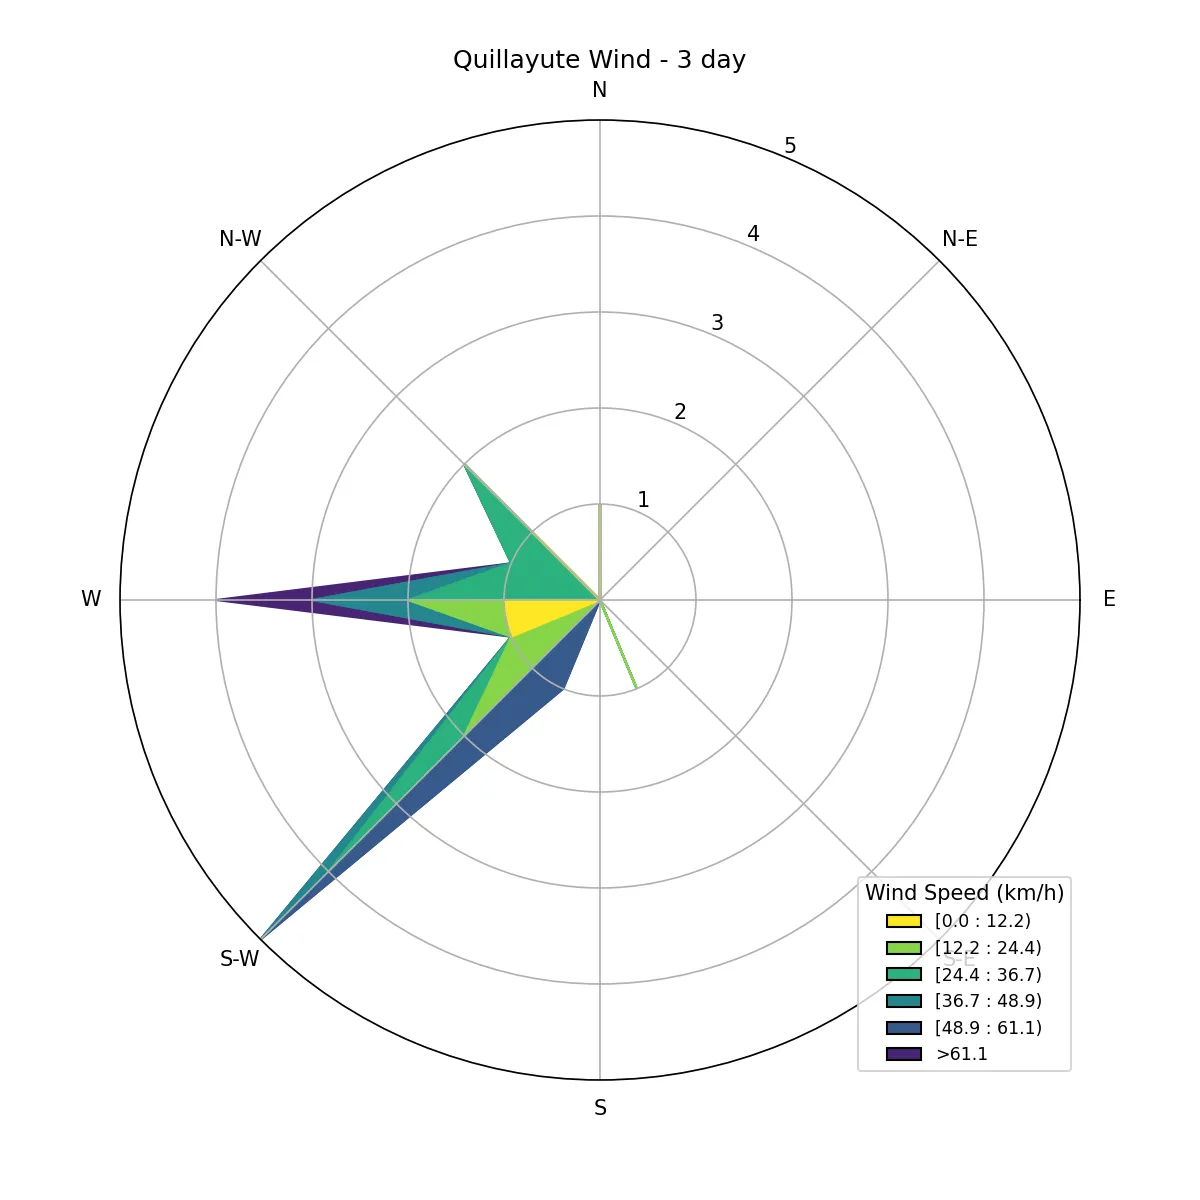 Quillayute Wind - 3 day
N
5
N-W
4
N-E
3
2
1
W
E
Wind Speed (km/h)
[0.0 : 12.2)
[12.2 : 24.4)
S-W
S-E
[24.4 : 36.7)
[36.7 : 48.9)
[48.9 : 61.1)
>61.1
S